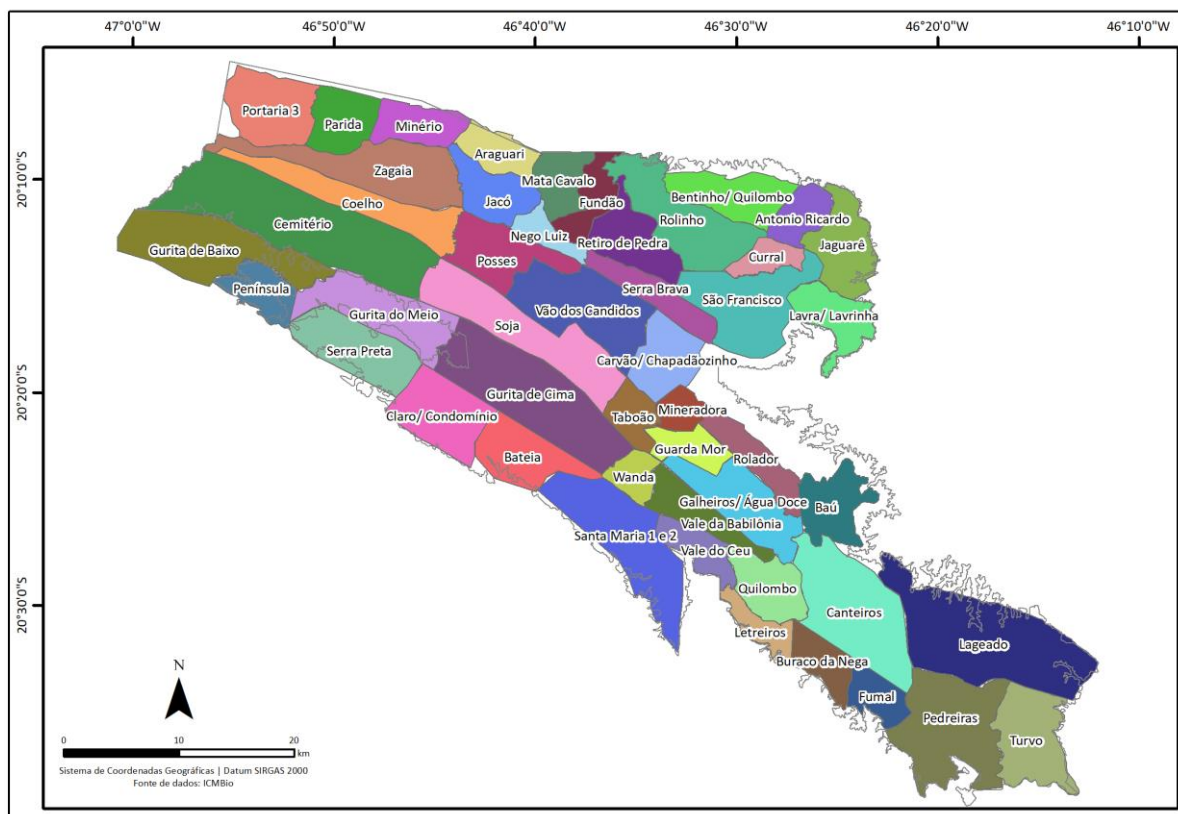 47°0'0"W 46°50'0"W 46°40'0"W 46°30'0"W 46°20'0"W 46°10'0"W
20°10'0"S
20°20'0"S
20°30'0"S
Portaria 3
Parida
Minério
Araguari
Zagaia
Mata Cavalo
Bentinho/ Quilombo
Coelho
Jacó
Fundão
Rolinho
Antonio Ricardo
Cemitério
Nego Luiz
Retiro de Pedra
Jaguarê
Gurita de Baixo
Posses
Curral
Península
Serra Brava
São Francisco
Gurita do Meio
Vão dos Candidos
Lavra/ Lavrinha
Soja
Serra Preta
Carvão/ Chapadãozinho
Gurita de Cima
Claro/ Condomínio
Taboão
Mineradora
Bateia
Guarda Mor
Rolador
Wanda
Galheiros/ Água Doce
Baú
Vale da Babilônia
Santa Maria 1 e 2
Vale do Ceu
Quilombo
Canteiros
Letreiros
Lageado
Buraco da Nega
Fumal
Pedreiras
Turvo
N
0 10 20
km
Sistema de Coordenadas Geográficas | Datum SIRGAS 2000
Fonte de dados: ICMBio